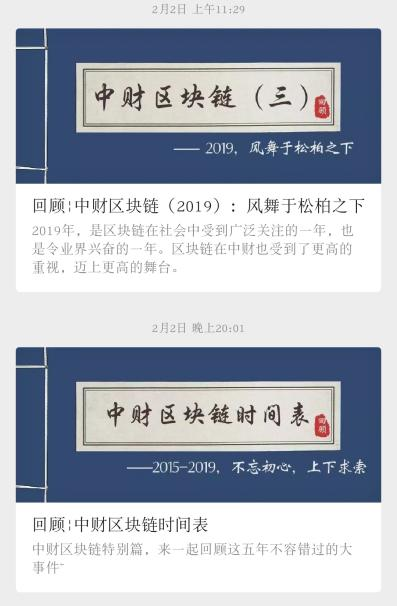 2月2日 上午11:29
中财区块链（三）
回顾
—— 2019，风舞于松柏之下
回顾¦中财区块链（2019）：风舞于松柏之下
2019年，是区块链在社会中受到广泛关注的一年，也
是令业界兴奋的一年。区块链在中财也受到了更高的
重视，迈上更高的舞台。
2月2日 晚上20:01
中财区块链时间表
回顾
——2015-2019，不忘初心，上下求索
回顾¦中财区块链时间表
中财区块链特别篇，来一起回顾这五年不容错过的大
事件~